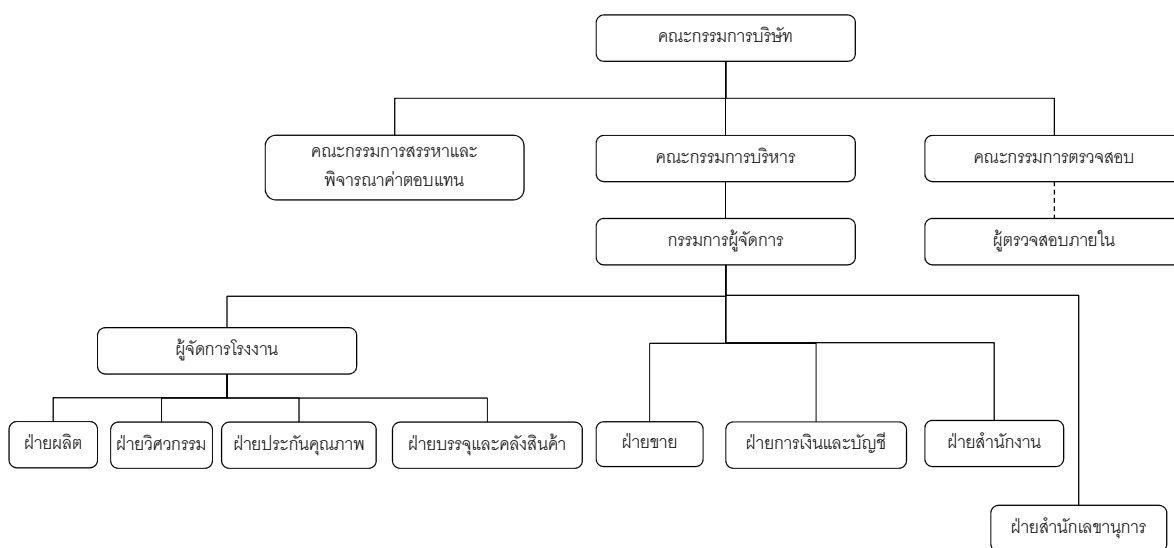 คณะกรรมการบริษัท
คณะกรรมการสรรหาและ
พิจารณาค่าตอบแทน
คณะกรรมการบริหาร
คณะกรรมการตรวจสอบ
กรรมการผู้จัดการ
ผู้ตรวจสอบภายใน
ผู้จัดการโรงงาน
ฝ่ายผลิต
ฝ่ายวิศวกรรม
ฝ่ายประกันคุณภาพ
ฝ่ายบรรจุและคลังสินค้า
ฝ่ายขาย
ฝ่ายการเงินและบัญชี
ฝ่ายสำนักงาน
ฝ่ายสำนักเลขานุการ